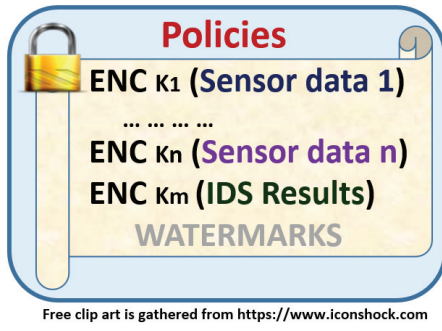 Policies
ENC K1 (Sensor data 1)
... ... ... ...
ENC Kn (Sensor data n)
ENC Km (IDS Results)
WATERMARKS
Free clip art is gathered from https://www.iconshock.com